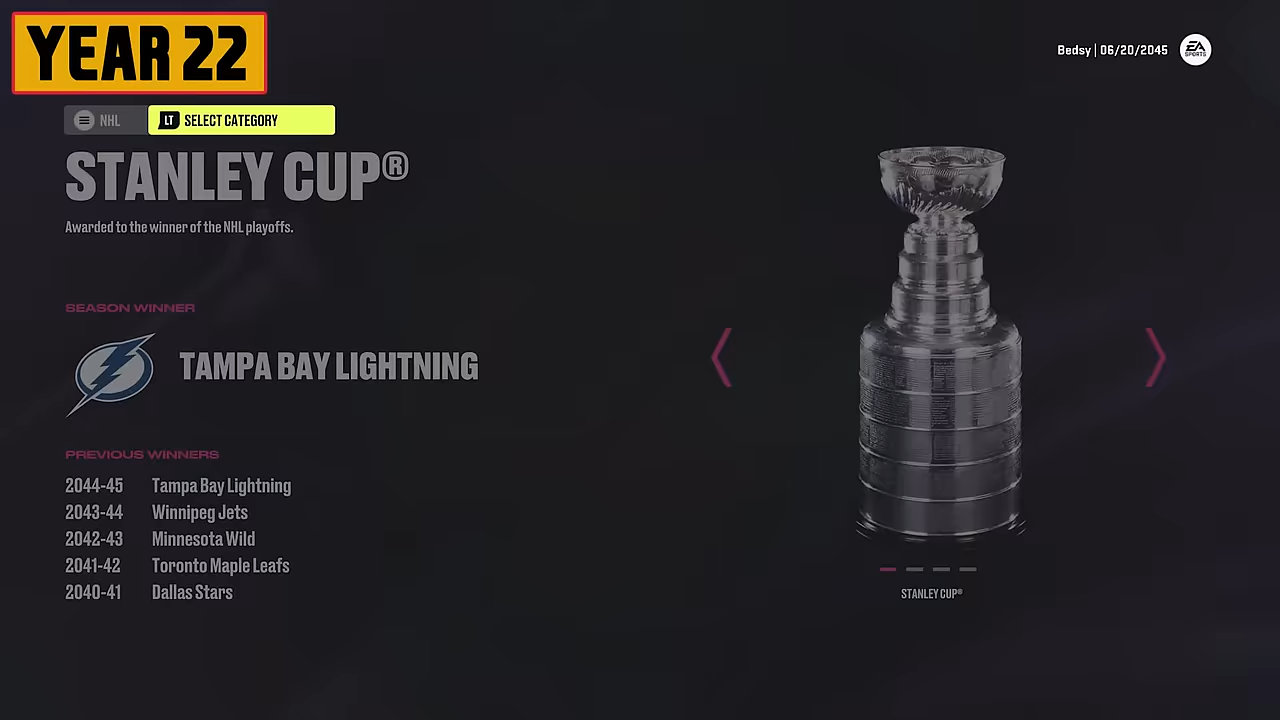 YEAR 22
Bedsy | 06/20/2045
EA
SPORTS
NHL
LT SELECT CATEGORY
STANLEY CUP®
Awarded to the winner of the NHL playoffs.
SEASON WINNER
TAMPA BAY LIGHTNING
PREVIOUS WINNERS
2044-45 Tampa Bay Lightning
2043-44 Winnipeg Jets
2042-43 Minnesota Wild
2041-42 Toronto Maple Leafs
2040-41 Dallas Stars
STANLEY CUP®